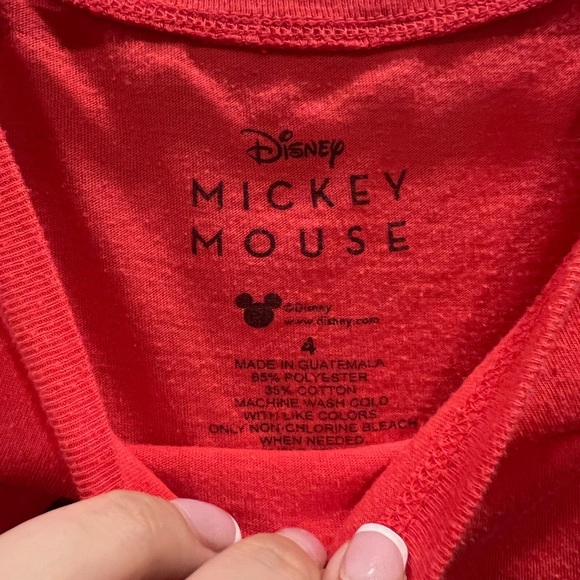 Disney
MICKEY
MOUSE
©Disney
www.disney.com
4
MADE IN GUATEMALA
65% POLYESTER
35% COTTON
MACHINE WASH COLD
WITH LIKE COLORS
ONLY NON-CHLORINE BLEACH
WHEN NEEDED